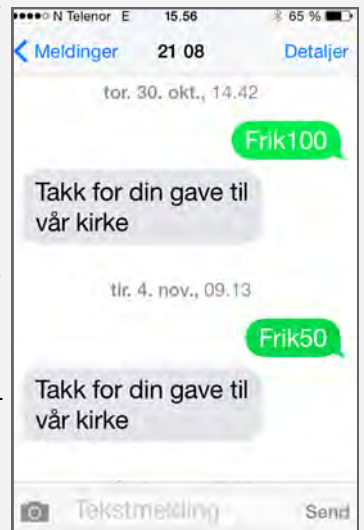 N Telenor E 15.56 65 %
Meldinger 21 08 Detaljer
tor. 30. okt., 14.42
Frik100
Takk for din gave til
vår kirke
tir. 4. nov., 09.13
Frik50
Takk for din gave til
vår kirke
Tekstmelding Send